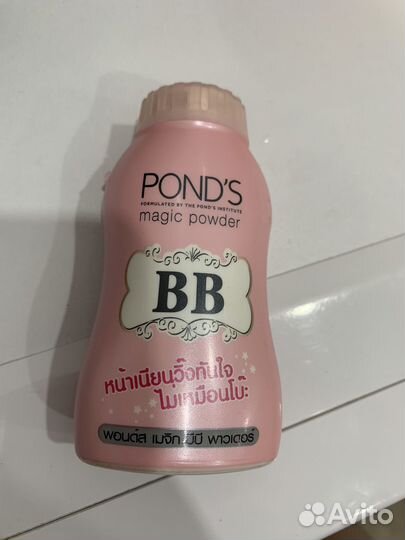 POND'S
FORMULATED BY THE POND'S INSTITUTE
magic powder
BB
หน้าเนียนวิ๊งทันใจ
ไม่เหมือนโบ๊ะ
พอนด์ส เมจิก บีบี พาวเดอร์
Avito